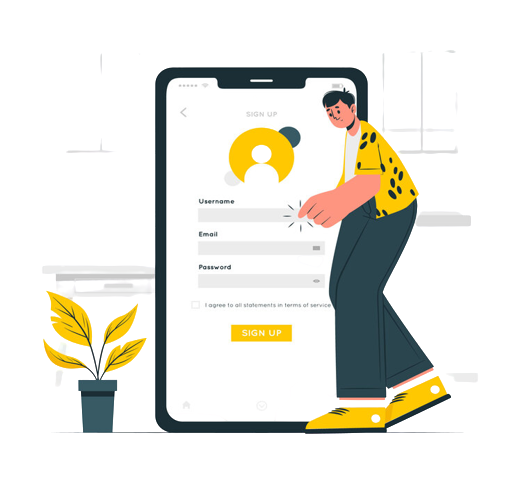 SIGN UP
Username
Email
Password
I agree to all statements in terms of service
SIGN UP